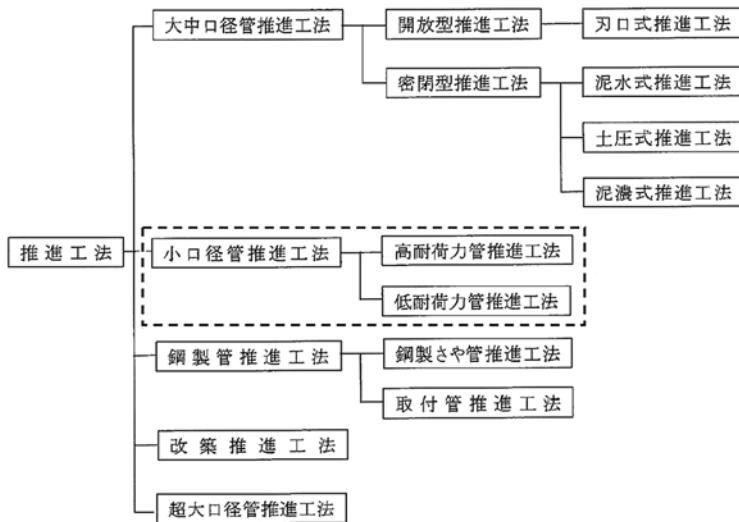 大中口径管推進工法
開放型推進工法
刃口式推進工法
密閉型推進工法
泥水式推進工法
土圧式推進工法
泥濃式推進工法
推進工法
小口径管推進工法
高耐荷力管推進工法
低耐荷力管推進工法
鋼製管推進工法
鋼製さや管推進工法
取付管推進工法
改築推進工法
超大口径管推進工法